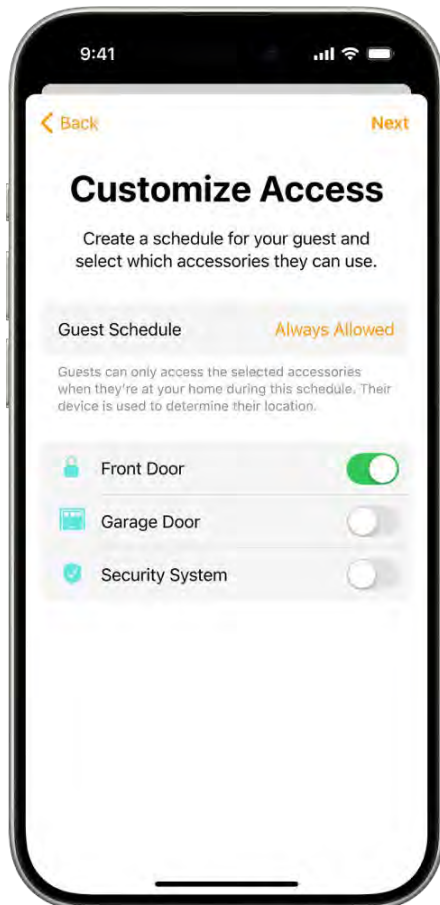 9:41
Back
Next
Customize Access
Create a schedule for your guest and
select which accessories they can use.
Guest Schedule
Always Allowed
Guests can only access the selected accessories
when they're at your home during this schedule. Their
device is used to determine their location.
Front Door
Garage Door
Security System